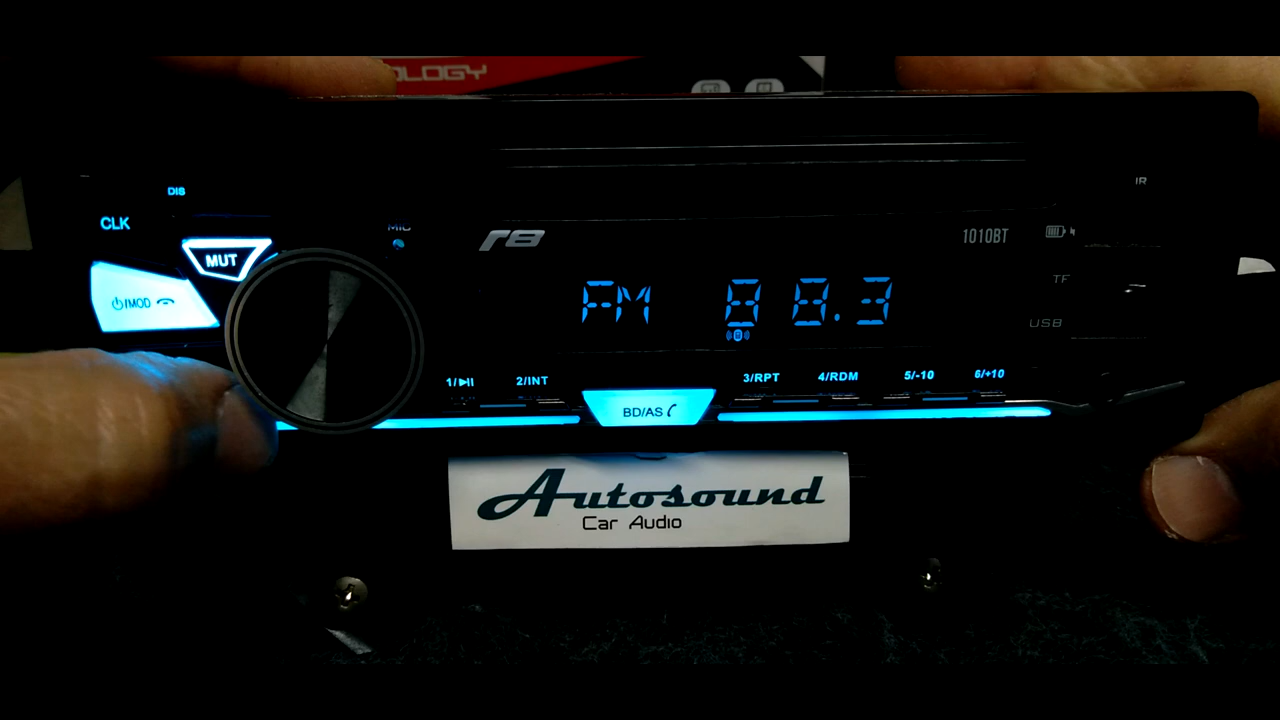 OLOGY
DIS
CLK
MUT
/MOD
MIC
r8
1010BT
IR
FM 88.3
TF
USB
1/
2/INT
3/RPT
4/RDM
5/-10
6/+10
BD/AS
Autosound
Car Audio